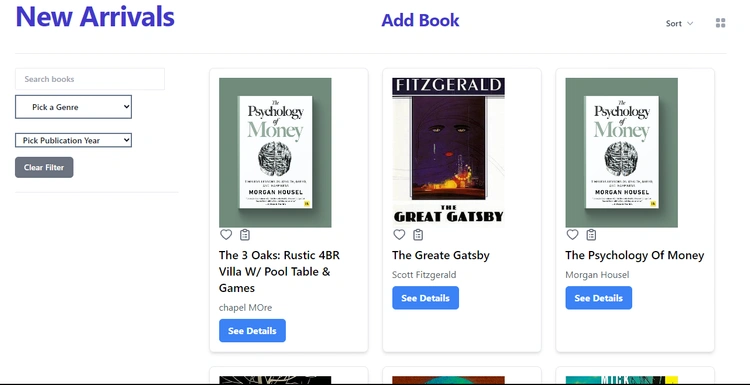 New Arrivals
Add Book
Sort
Search books
Pick a Genre
Pick Publication Year
Clear Filter
The
Psychology
of
Money
MORGAN HOUSEL
The 3 Oaks: Rustic 4BR
Villa W/ Pool Table &
Games
chapel MOre
See Details
FITZGERALD
THE
GREAT GATSBY
The Greate Gatsby
Scott Fitzgerald
See Details
The
Psychology
of
Money
MORGAN HOUSEL
The Psychology Of Money
Morgan Housel
See Details